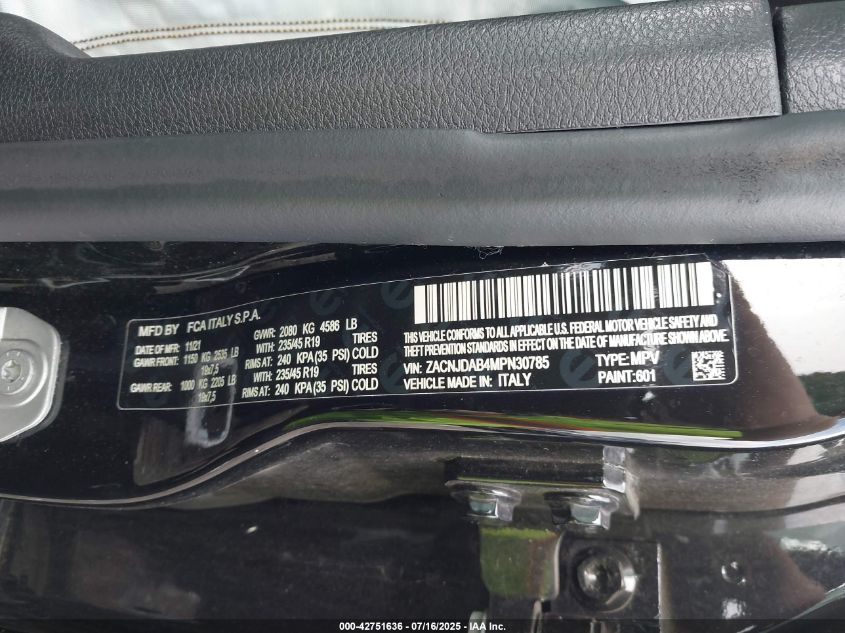 MFD BY FCA ITALY S.P.A.
DATE OF MFR: 11/21 GVWR: 2080 KG 4586 LB
GAWR FRONT: 1150 KG 2535 LB WITH: 235/45 R19 TIRES
19x7,5 RIMS AT: 240 KPA(35 PSI) COLD
GAWR REAR: 1000 KG 2205 LB WITH: 235/45 R19 TIRES
19x7,5 RIMS AT: 240 KPA(35 PSI) COLD
THIS VEHICLE CONFORMS TO ALL APPLICABLE U.S. FEDERAL MOTOR VEHICLE SAFETY AND
THEFT PREVENTION STANDARDS IN EFFECT ON THE DATE OF MANUFACTURE SHOWN ABOVE.
VIN: ZACNJDAB4MPN30785 TYPE: MPV
VEHICLE MADE IN: ITALY PAINT:601
000-42751636 - 07/16/2025 - IAA Inc.